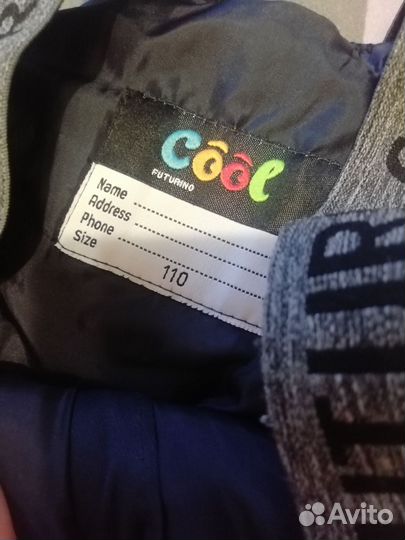 Cool
FUTURINO
Name
Address
Phone
Size 110
Avito